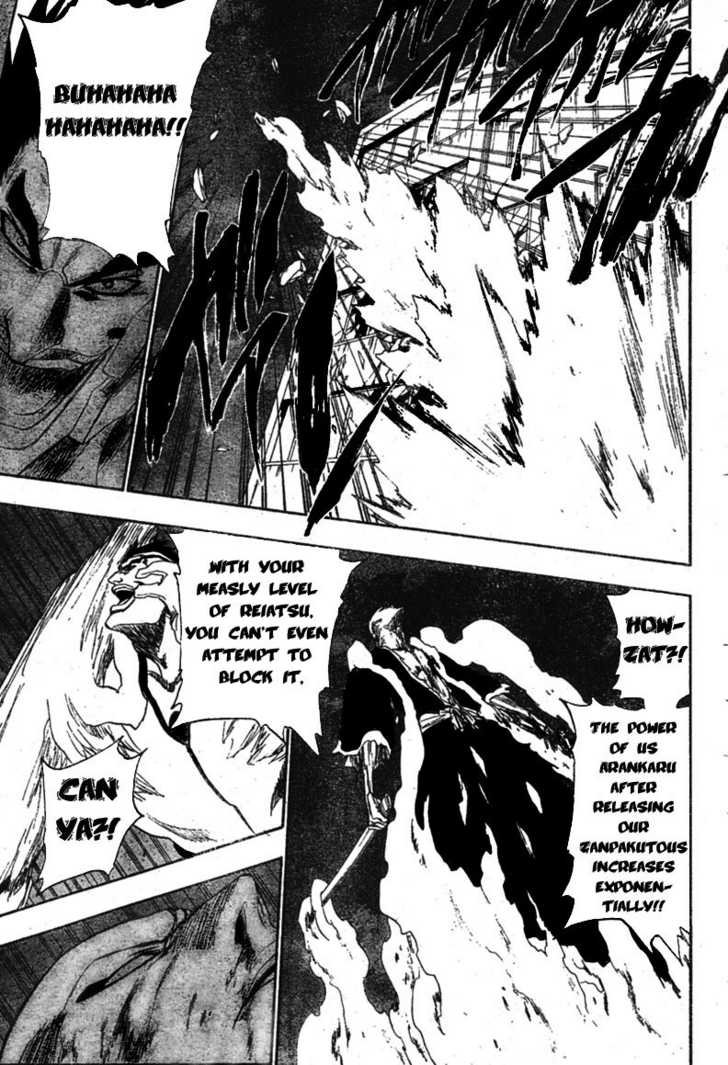 BUHAHAHA
HAHAHAHA!!
HOW-
ZAT?!
THE POWER
OF US
ARANKARU
AFTER
RELEASING
OUR
ZANPAKUTOUS
INCREASES
EXPONEN-
TIALLY!!
WITH YOUR
MEASLY LEVEL
OF REIATSU,
YOU CAN'T EVEN
ATTEMPT TO
BLOCK IT,
CAN
YA?!